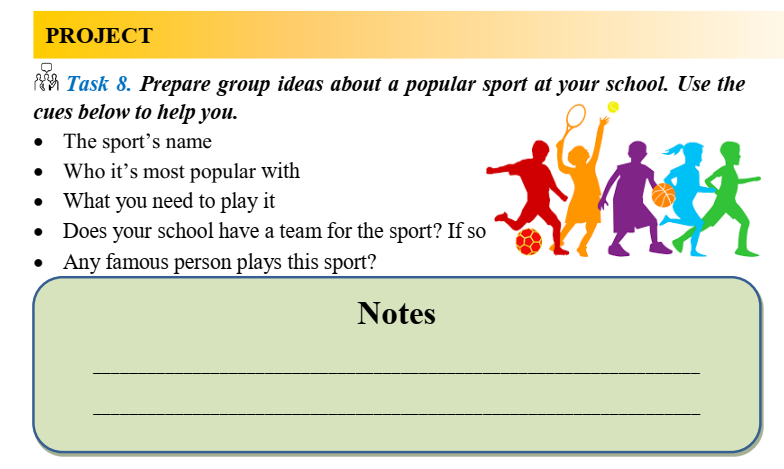 PROJECT
Task 8. Prepare group ideas about a popular sport at your school. Use the
cues below to help you.
• The sport’s name
• Who it’s most popular with
• What you need to play it
• Does your school have a team for the sport? If so
• Any famous person plays this sport?
Notes